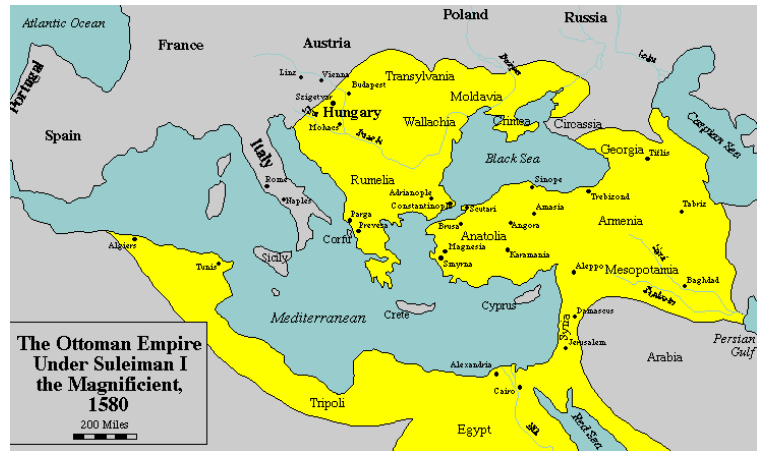 Atlantic Ocean
Poland
Russia
France
Austria
Portugal
Spain
Linz
Vienna
Budapest
Transylvania
Szigetvar
Hungary
Moldavia
Mohacs
Wallachia
Crimea
Circassia
Caspian Sea
Italy
Rome
Naples
Black Sea
Georgia
Tiflis
Rumelia
Adrianople
Constantinople
Scutari
Sinope
Trebizond
Amasia
Armenia
Tabriz
Parga
Preveza
Corfu
Brusa
Angora
Anatolia
Magnesia
Karamania
Smyrna
Algiers
Tunis
Sicily
Aleppo
Mesopotamia
Baghdad
Mediterranean
Crete
Cyprus
Syria
Damascus
Jerusalem
Persian
Gulf
Arabia
Alexandria
Cairo
Tripoli
Egypt
Red Sea
The Ottoman Empire
Under Suleiman I
the Magnificient,
1580
200 Miles